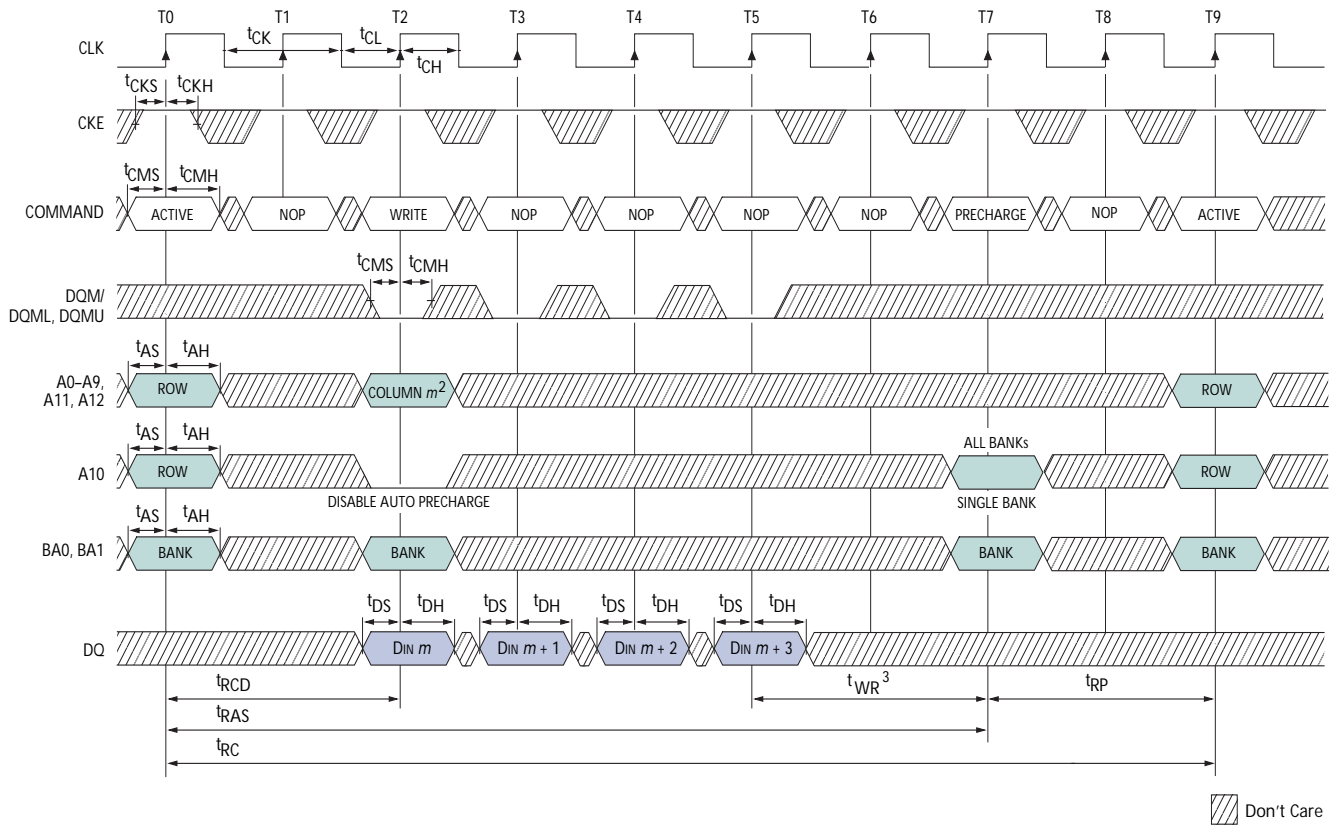 T0 T1 T2 T3 T4 T5 T6 T7 T8 T9
CLK
tCK tCL
tCH
tCKS tCKH
CKE
tCMS tCMH
COMMAND ACTIVE NOP WRITE NOP NOP NOP NOP PRECHARGE NOP ACTIVE
tCMS tCMH
DQM/
DQML, DQMU
tAS tAH
A0–A9,
A11, A12
ROW COLUMN m² ROW
tAS tAH ALL BANKs
A10 ROW ROW
DISABLE AUTO PRECHARGE SINGLE BANK
tAS tAH
BA0, BA1 BANK BANK BANK BANK
tDS tDH tDS tDH tDS tDH tDS tDH
DQ DIN m DIN m + 1 DIN m + 2 DIN m + 3
tRCD tWR³ tRP
tRAS
tRC
Don't Care